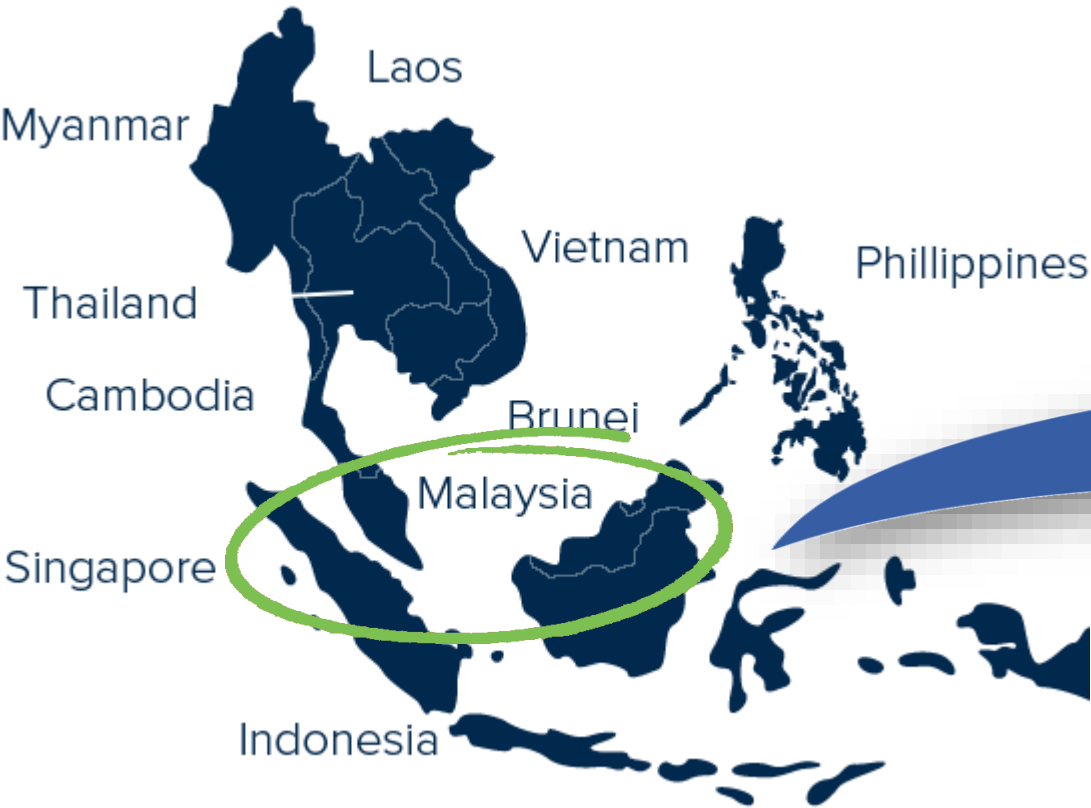 Laos
Myanmar
Vietnam
Phillippines
Thailand
Cambodia
Brunei
Malaysia
Singapore
Indonesia